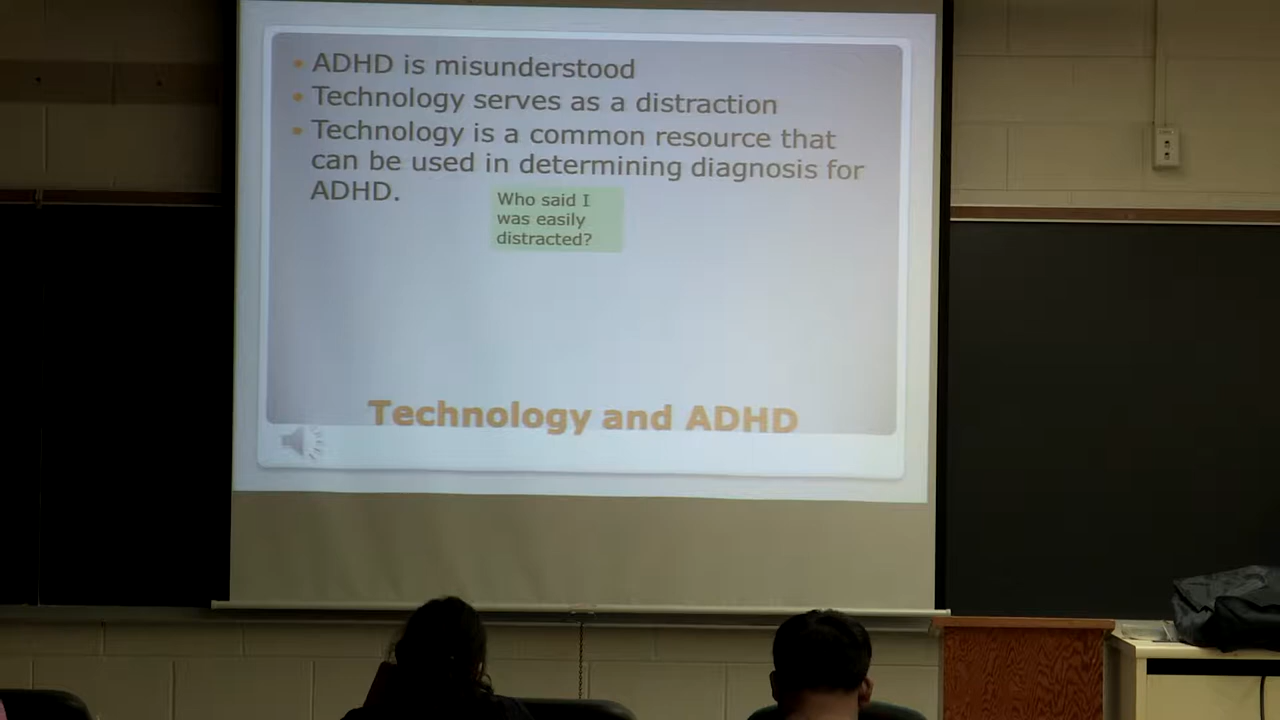 • ADHD is misunderstood
• Technology serves as a distraction
• Technology is a common resource that
can be used in determining diagnosis for
ADHD.
Who said I
was easily
distracted?
Technology and ADHD